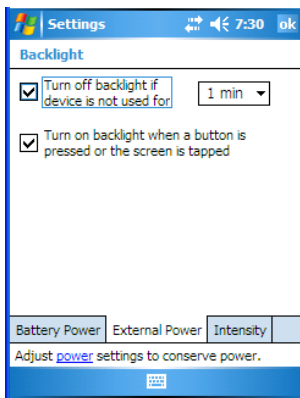 Settings 7:30 ok
Backlight
Turn off backlight if
device is not used for 1 min
Turn on backlight when a button is
pressed or the screen is tapped
Battery Power External Power Intensity
Adjust power settings to conserve power.